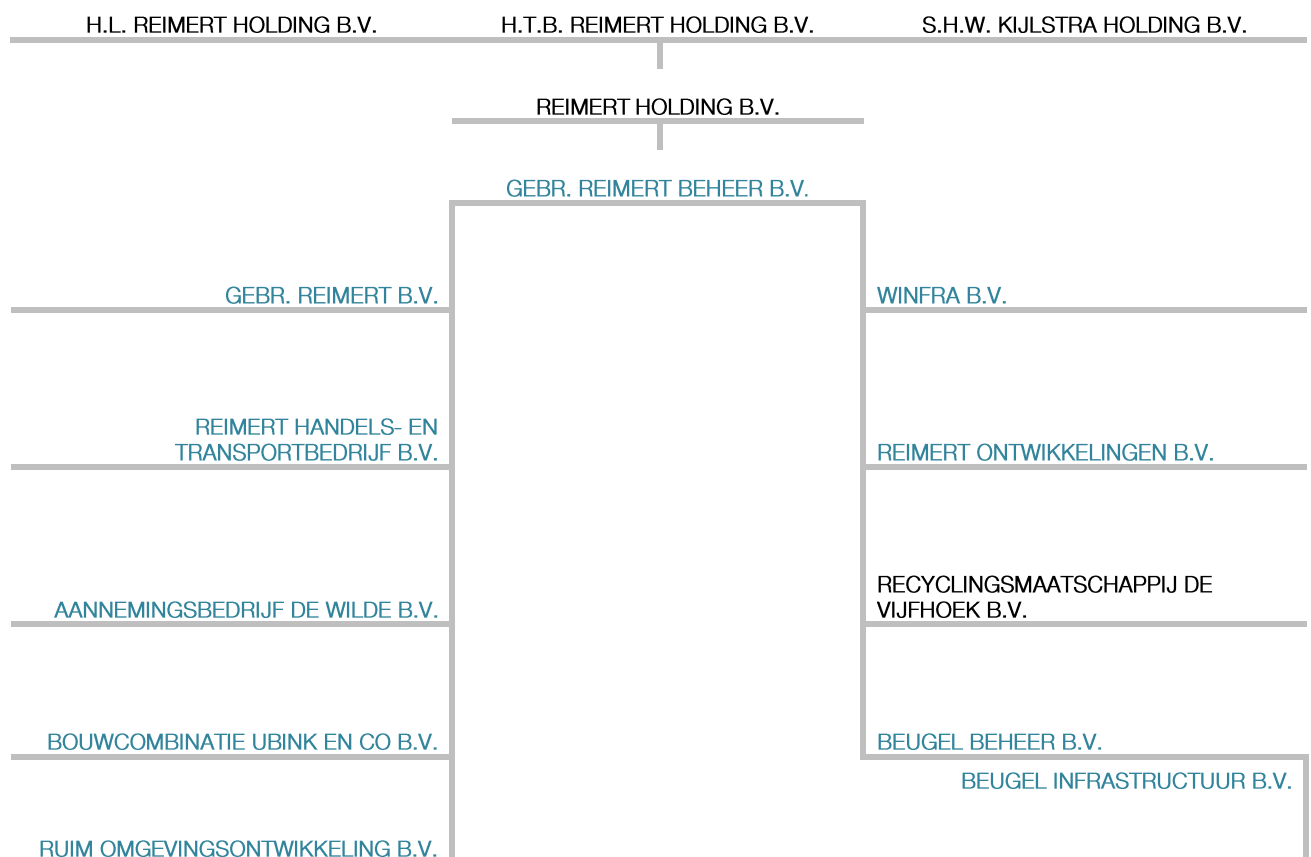 H.L. REIMERT HOLDING B.V.
H.T.B. REIMERT HOLDING B.V.
S.H.W. KIJLSTRA HOLDING B.V.
REIMERT HOLDING B.V.
GEBR. REIMERT BEHEER B.V.
GEBR. REIMERT B.V.
WINFRA B.V.
REIMERT HANDELS- EN
TRANSPORTBEDRIJF B.V.
REIMERT ONTWIKKELINGEN B.V.
AANNEMINGSBEDRIJF DE WILDE B.V.
RECYCLINGSMAATSCHAPPIJ DE
VIJFHOEK B.V.
BOUWCOMBINATIE UBINK EN CO B.V.
BEUGEL BEHEER B.V.
BEUGEL INFRASTRUCTUUR B.V.
RUIM OMGEVINGSONTWIKKELING B.V.